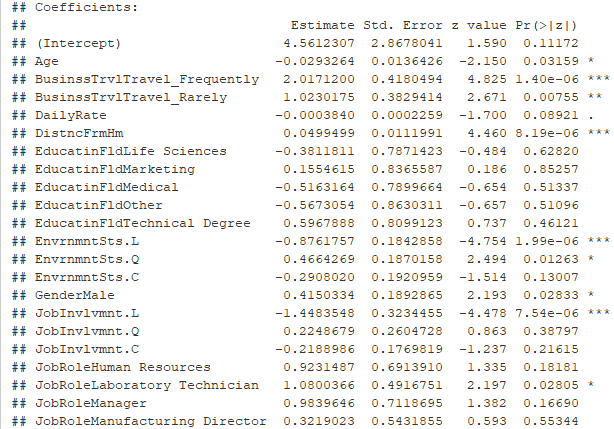 ## Coefficients:
## Estimate Std. Error z value Pr(>|z|)
## (Intercept) 4.5612307 2.8678041 1.590 0.11172
## Age -0.0293264 0.0136426 -2.150 0.03159 *
## BusinssTrvlTravel_Frequently 2.0171200 0.4180494 4.825 1.40e-06 ***
## BusinssTrvlTravel_Rarely 1.0230175 0.3829414 2.671 0.00755 **
## DailyRate -0.0003840 0.0002259 -1.700 0.08921 .
## DistncFrmHm 0.0499499 0.0111991 4.460 8.19e-06 ***
## EducatinFldLife Sciences -0.3811811 0.7871423 -0.484 0.62820
## EducatinFldMarketing 0.1554615 0.8365587 0.186 0.85257
## EducatinFldMedical -0.5163164 0.7899664 -0.654 0.51337
## EducatinFldOther -0.5673054 0.8630311 -0.657 0.51096
## EducatinFldTechnical Degree 0.5967888 0.8099123 0.737 0.46121
## EnvrnmntSts.L -0.8761757 0.1842858 -4.754 1.99e-06 ***
## EnvrnmntSts.Q 0.4664269 0.1870158 2.494 0.01263 *
## EnvrnmntSts.C -0.2908020 0.1920959 -1.514 0.13007
## GenderMale 0.4150334 0.1892865 2.193 0.02833 *
## JobInvlvmnt.L -1.4483548 0.3234455 -4.478 7.54e-06 ***
## JobInvlvmnt.Q 0.2248679 0.2604728 0.863 0.38797
## JobInvlvmnt.C -0.2188986 0.1769819 -1.237 0.21615
## JobRoleHuman Resources 0.9231487 0.6913910 1.335 0.18181
## JobRoleLaboratory Technician 1.0800366 0.4916751 2.197 0.02805 *
## JobRoleManager 0.9839646 0.7118695 1.382 0.16690
## JobRoleManufacturing Director 0.3219023 0.5431855 0.593 0.55344